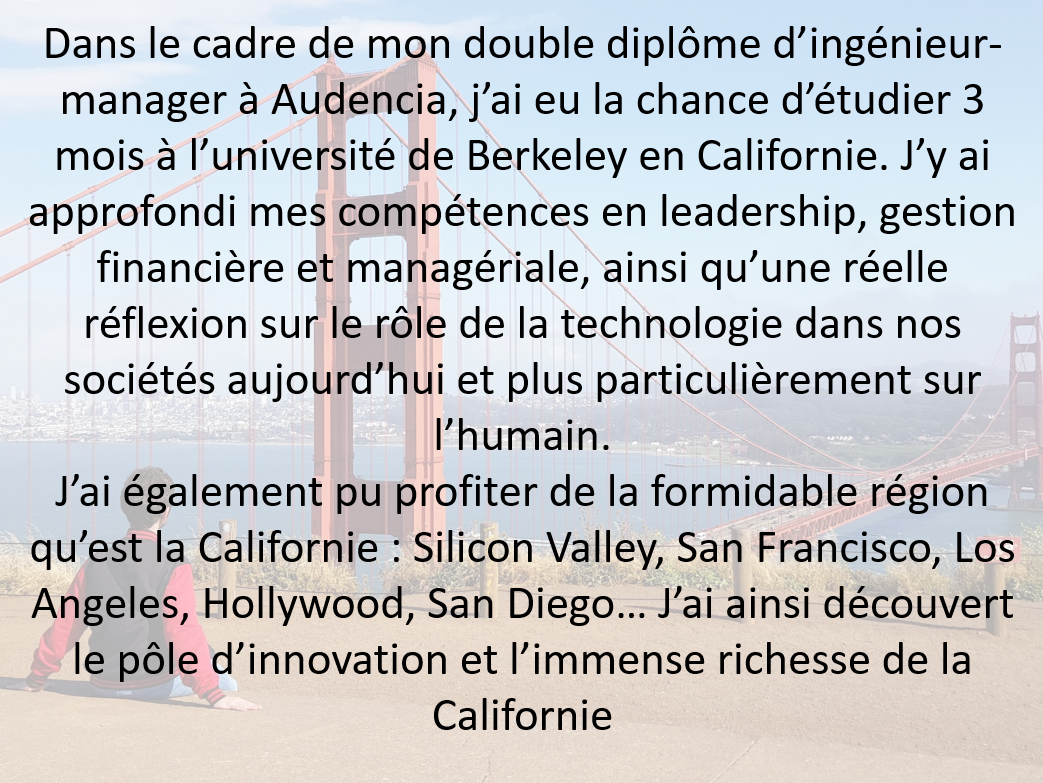 Dans le cadre de mon double diplôme d’ingénieur-
manager à Audencia, j’ai eu la chance d’étudier 3
mois à l’université de Berkeley en Californie. J’y ai
approfondi mes compétences en leadership, gestion
financière et managériale, ainsi qu’une réelle
réflexion sur le rôle de la technologie dans nos
sociétés aujourd’hui et plus particulièrement sur
l’humain.
J’ai également pu profiter de la formidable région
qu’est la Californie : Silicon Valley, San Francisco, Los
Angeles, Hollywood, San Diego… J’ai ainsi découvert
le pôle d’innovation et l’immense richesse de la
Californie